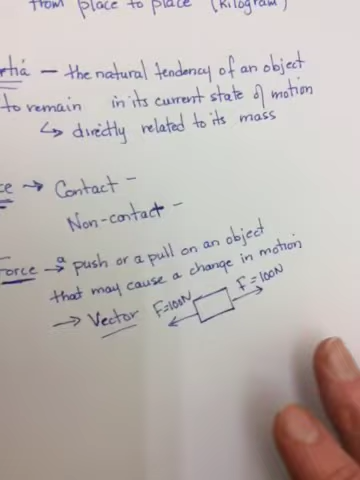 from place to place (kilogram)
rtia — the natural tendency of an object
to remain in its current state of motion
↳ directly related to its mass
ce → Contact -
Non-contact -
Force → a push or a pull on an object
that may cause a change in motion
→ Vector F=100N F=100N